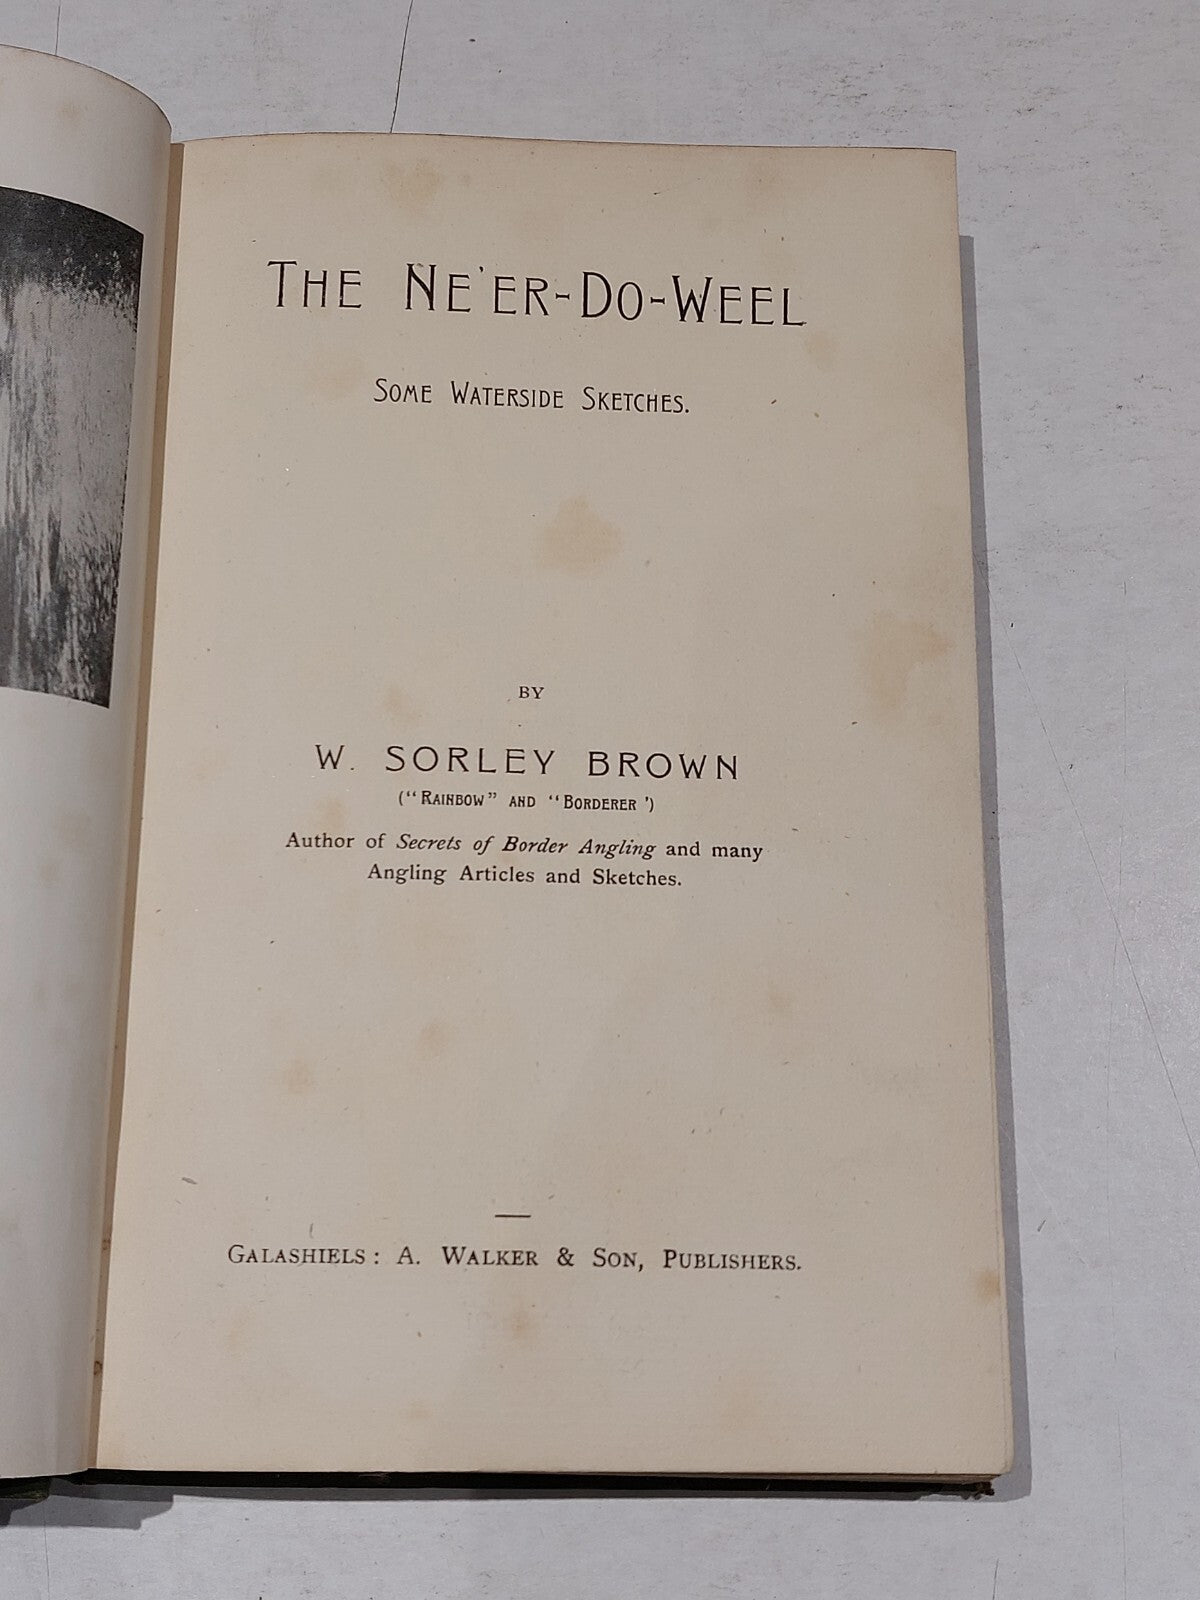 THE NE'ER-DO-WEEL
SOME WATERSIDE SKETCHES.
BY
W. SORLEY BROWN
("RAINBOW" AND "BORDERER')
Author of Secrets of Border Angling and many
Angling Articles and Sketches.
GALASHIELS: A. WALKER & SON, PUBLISHERS.